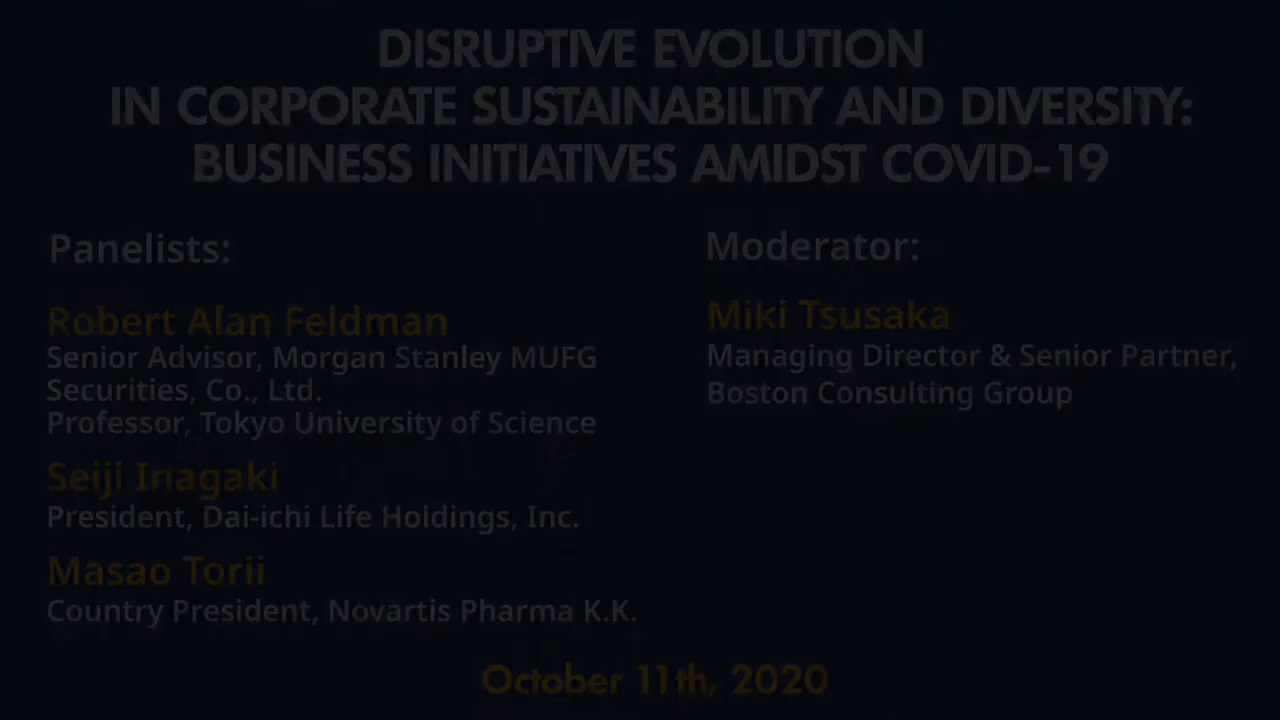 DISRUPTIVE EVOLUTION
IN CORPORATE SUSTAINABILITY AND DIVERSITY:
BUSINESS INITIATIVES AMIDST COVID-19
Panelists:
Robert Alan Feldman
Senior Advisor, Morgan Stanley MUFG
Securities, Co., Ltd.
Professor, Tokyo University of Science
Seiji Inagaki
President, Dai-ichi Life Holdings, Inc.
Masao Torii
Country President, Novartis Pharma K.K.
Moderator:
Miki Tsusaka
Managing Director & Senior Partner,
Boston Consulting Group
October 11th, 2020